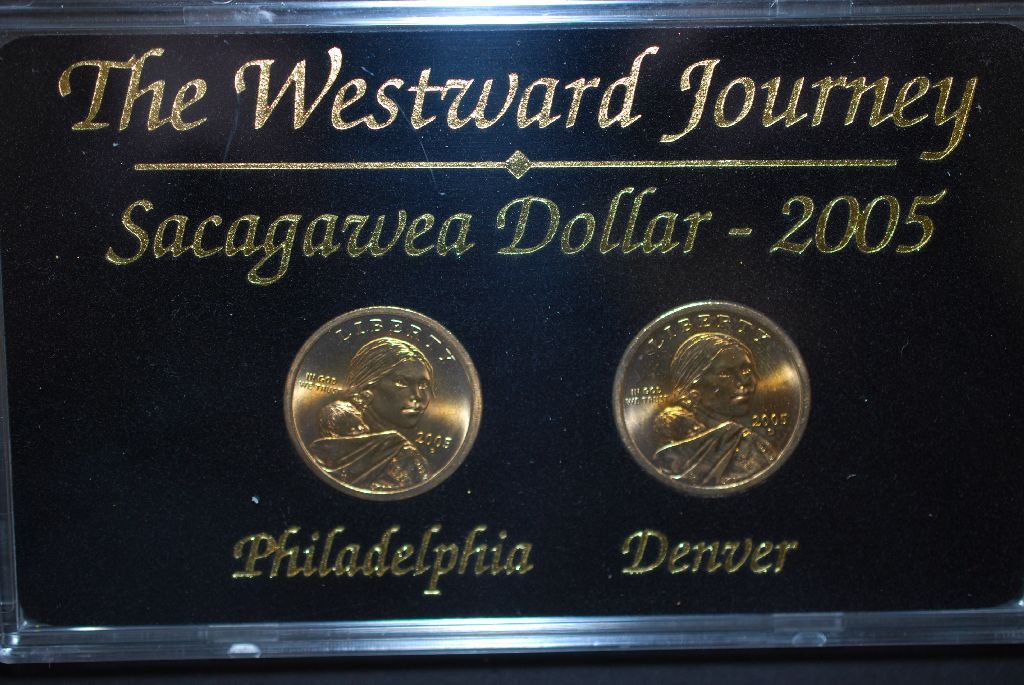 The Westward Journey
Sacagawea Dollar - 2005
LIBERTY
IN GOD
WE TRUST
2005
P
LIBERTY
IN GOD
WE TRUST
2005
D
Philadelphia
Denver